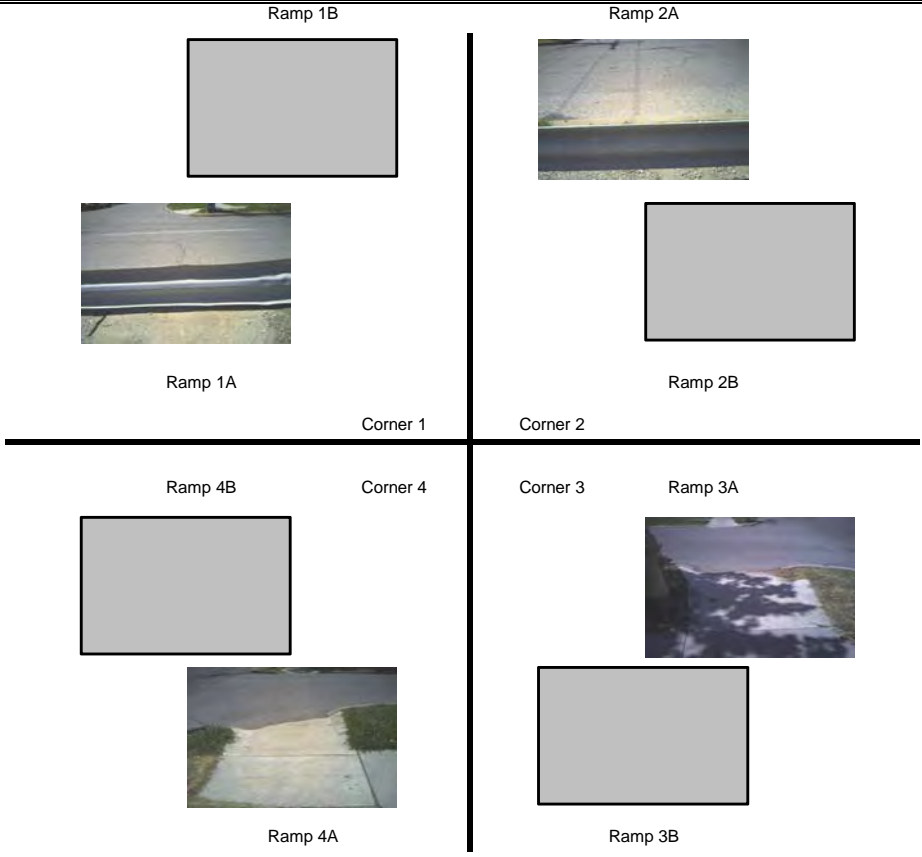 Ramp 1B
Ramp 2A
Ramp 1A
Ramp 2B
Corner 1
Corner 2
Ramp 4B
Corner 4
Corner 3
Ramp 3A
Ramp 4A
Ramp 3B